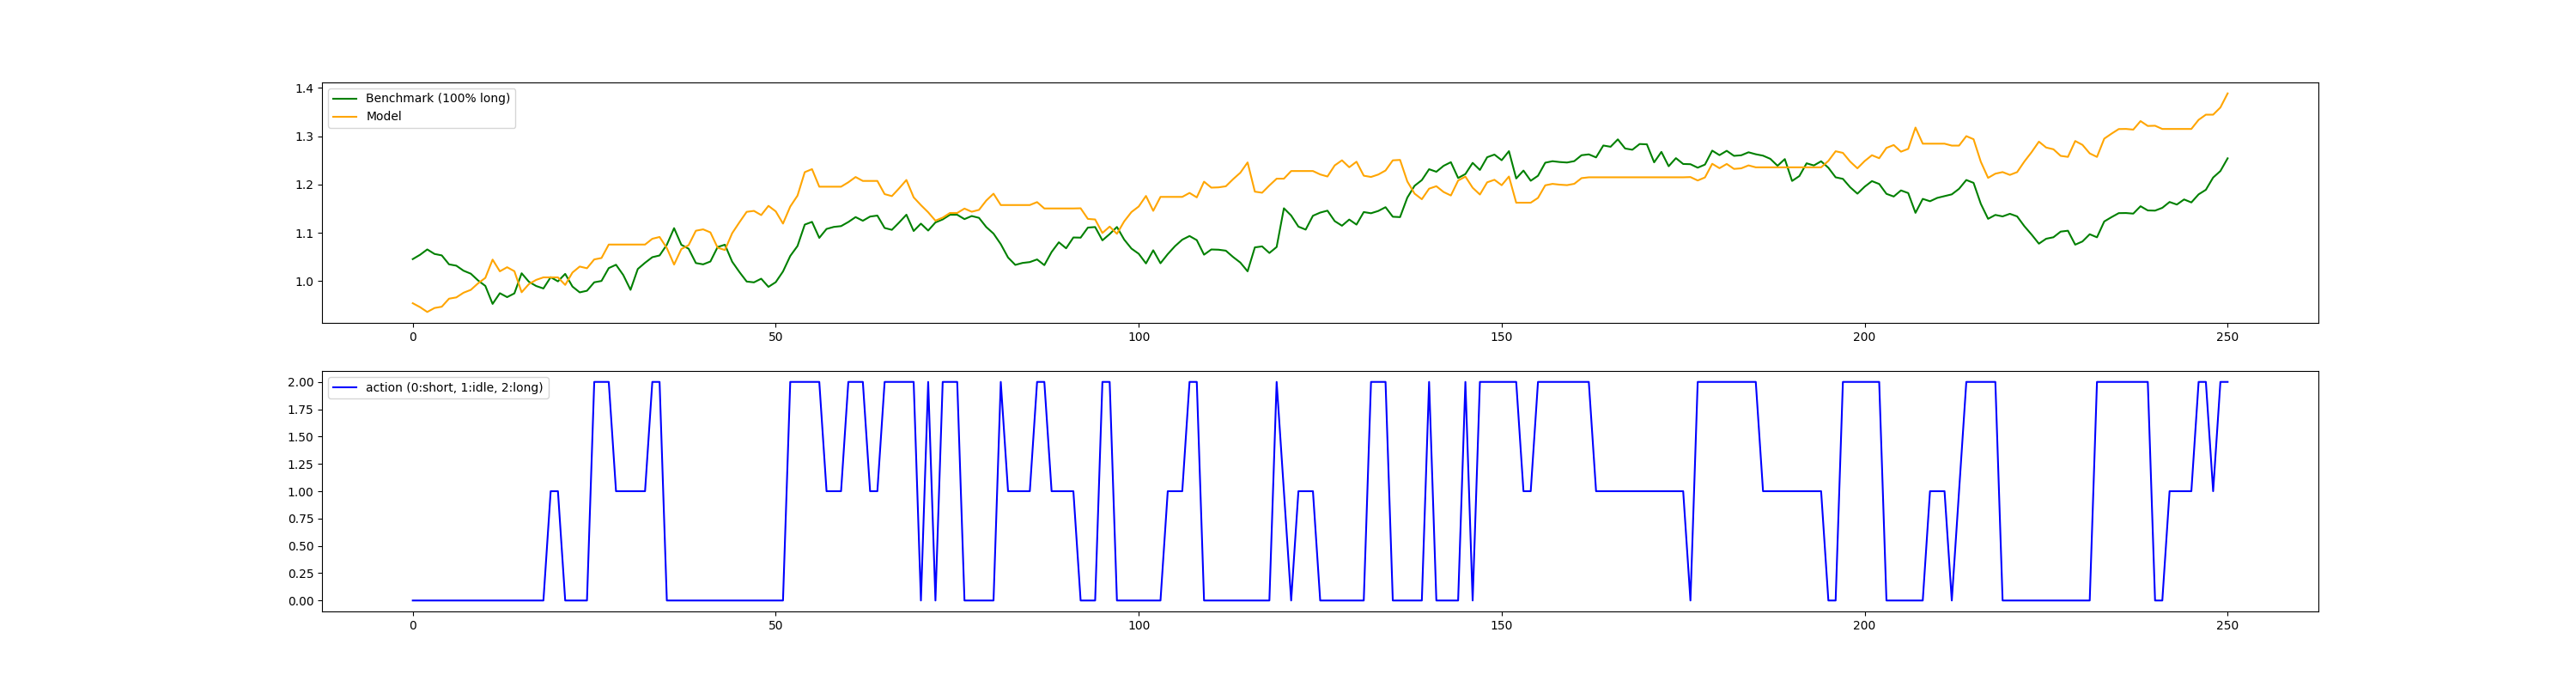 1.4
1.3
1.2
1.1
1.0
Benchmark (100% long)
Model
0 50 100 150 200 250
2.00
1.75
1.50
1.25
1.00
0.75
0.50
0.25
0.00
action (0:short, 1:idle, 2:long)
0 50 100 150 200 250